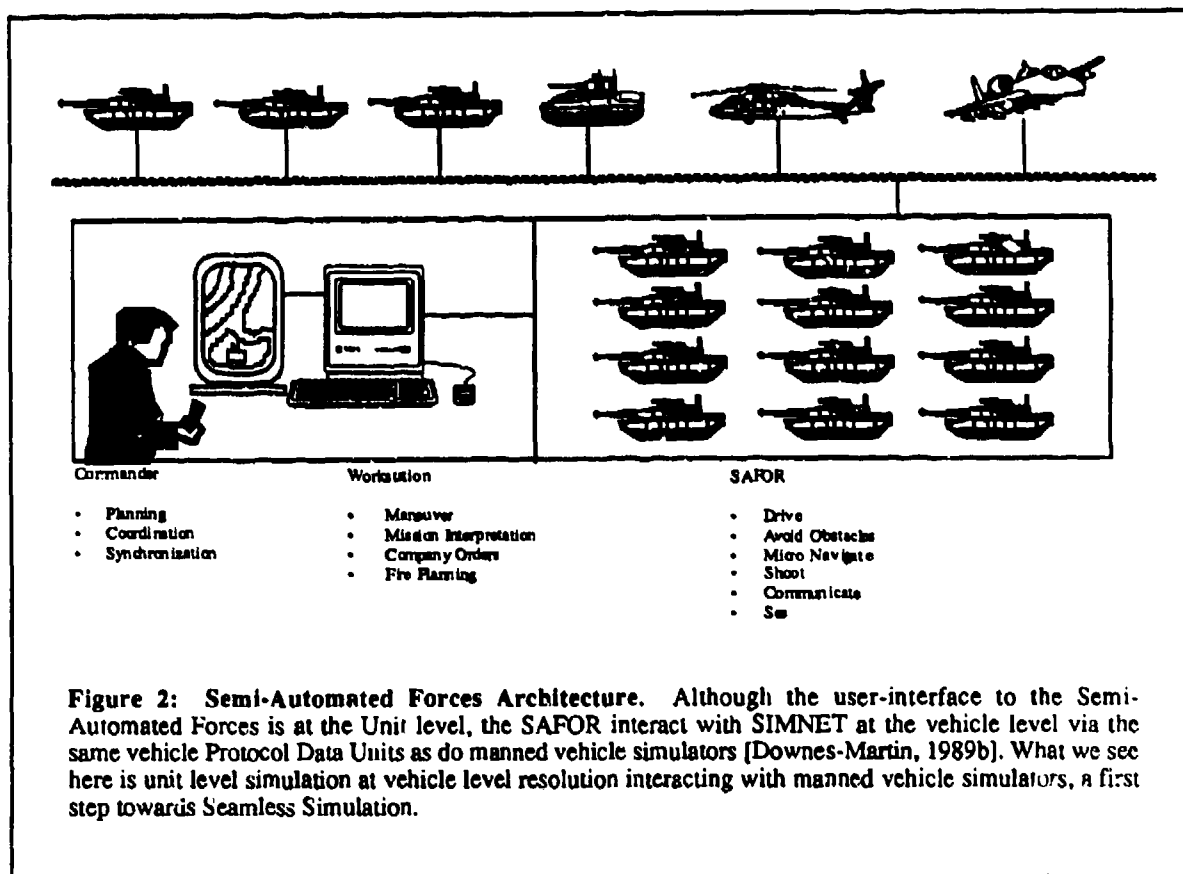 Commander
Workstation
SAFOR
• Planning
• Coordination
• Synchronization
• Maneuver
• Mission Interpretation
• Company Orders
• Fire Planning
• Drive
• Avoid Obstacles
• Micro Navigate
• Shoot
• Communicate
• See
Figure 2: Semi-Automated Forces Architecture. Although the user-interface to the Semi-
Automated Forces is at the Unit level, the SAFOR interact with SIMNET at the vehicle level via the
same vehicle Protocol Data Units as do manned vehicle simulators [Downes-Martin, 1989b]. What we see
here is unit level simulation at vehicle level resolution interacting with manned vehicle simulators, a first
step towards Seamless Simulation.